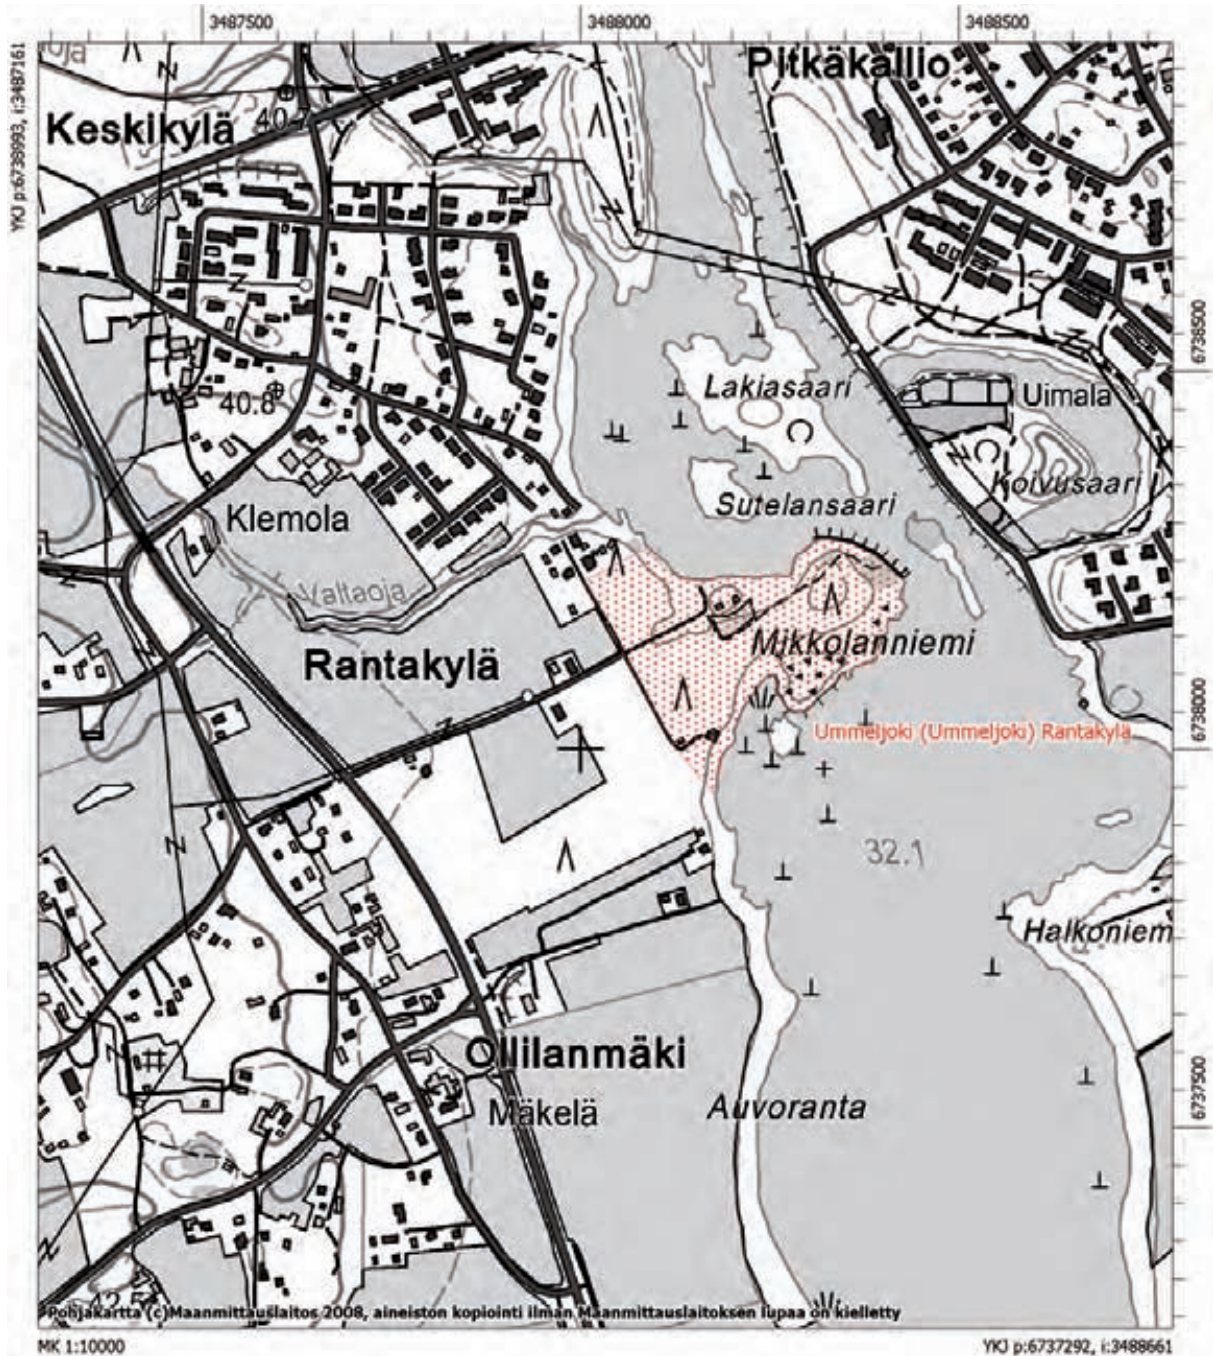 3487500
3488000
3488500
YKJ p:6738993, i:3487161
Pitkäkallio
Keskikylä
6738500
Lakiasaari
Uimala
40.8
Koivusaari
Sutelansaari
Klemola
Valtaoja
Mikkolanniemi
Rantakylä
6738000
Ummeljoki (Ummeljoki) Rantakylä
32.1
Halkoniem
Ollilanmäki
Mäkelä
Auvoranta
6737500
Pohjakartta (c)Maanmittauslaitos 2008, aineiston kopiointi ilman Maanmittauslaitoksen lupaa on kielletty
MK 1:10000
YKJ p:6737292, i:3488661